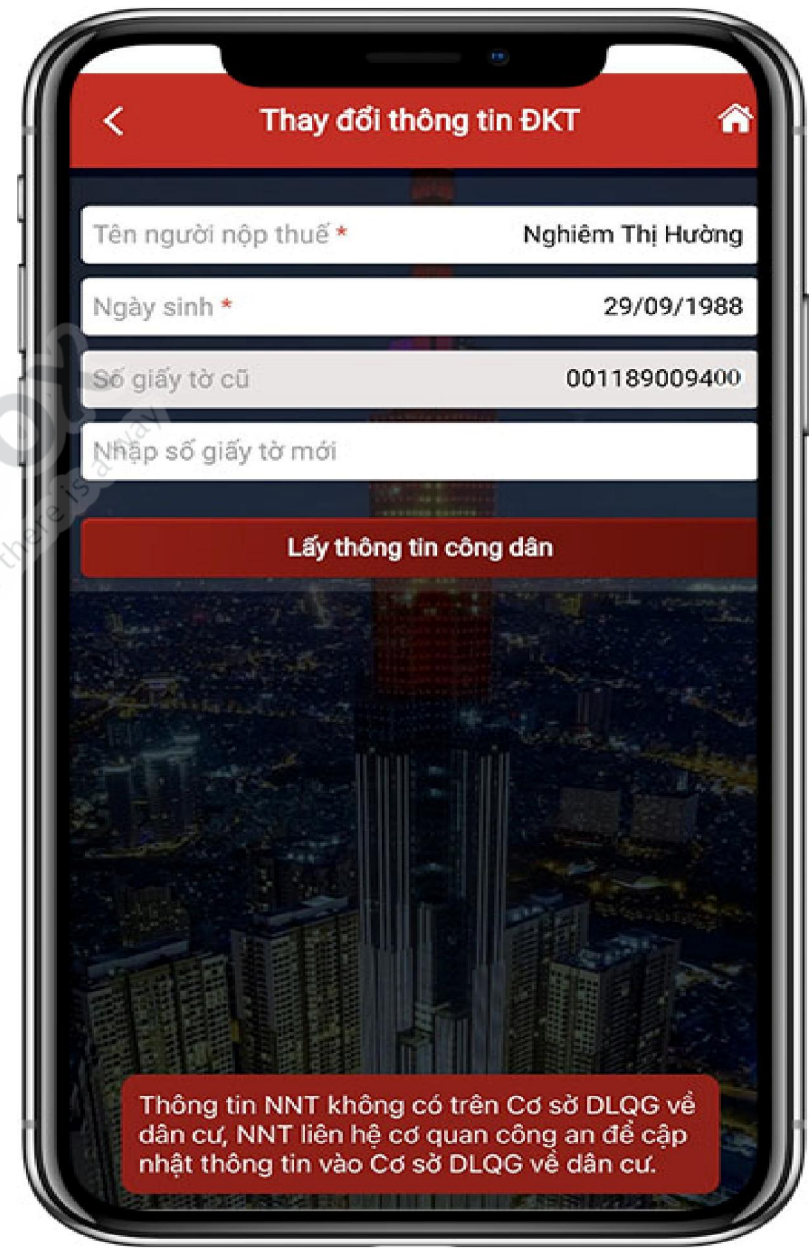 Thay đổi thông tin ĐKT
Tên người nộp thuế * Nghiêm Thị Hường
Ngày sinh * 29/09/1988
Số giấy tờ cũ 001189009400
Nhập số giấy tờ mới
there is a way
Lấy thông tin công dân
Thông tin NNT không có trên Cơ sở DLQG về
dân cư, NNT liên hệ cơ quan công an để cập
nhật thông tin vào Cơ sở DLQG về dân cư.